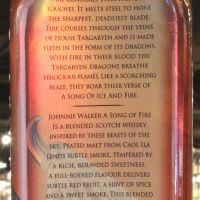 TOUCHES. IT MEETS STEEL TO HONE
THE SHARPEST, DEADLIEST BLADE.
FIRE COURSES THROUGH THE VEINS
OF HOUSE TARGARYEN AND IS MADE
FLESH IN THE FORM OF ITS DRAGONS.
WITH FIRE IN THEIR BLOOD THE
TARGARYEN DRAGONS BREATHE
FEROCIOUS FLAMES. LIKE A SCORCHING
BLAZE, THEY ROAR THEIR VERSE OF
A SONG OF ICE AND FIRE.
JOHNNIE WALKER A SONG OF FIRE
IS A BLENDED SCOTCH WHISKY
INSPIRED BY THESE BEASTS OF THE
SKY. PEATED MALT FROM CAOL ILA
LENDS SUBTLE SMOKE, TEMPERED BY
A RICH, ROUNDED SWEETNESS.
A FULL-BODIED FLAVOUR DELIVERS
SUBTLE RED FRUIT, A HINT OF SPICE
AND A SWEET SMOKE. THIS BLENDED